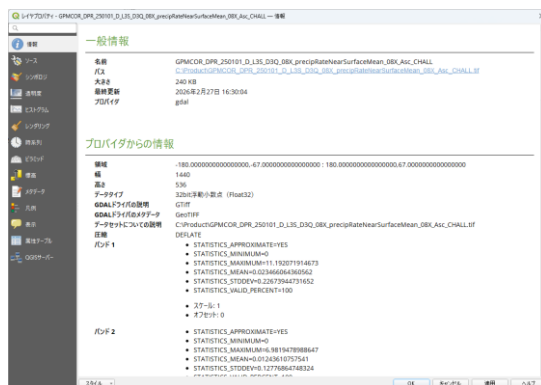 レイヤプロパティ - GPMCOR_DPR_250101_D_L3S_D3Q_08X_precipRateNearSurfaceMean_08X_Asc_CHALL — 情報
情報
ソース
シンボロジ
透明度
ヒストグラム
レンダリング
時系列
ピラミッド
標高
メタデータ
凡例
表示
属性テーブル
QGISサーバー
一般情報
名前 GPMCOR_DPR_250101_D_L3S_D3Q_08X_precipRateNearSurfaceMean_08X_Asc_CHALL
パス C:\Product\GPMCOR_DPR_250101_D_L3S_D3Q_08X_precipRateNearSurfaceMean_08X_Asc_CHALL.tif
大きさ 240 KB
最終更新 2026年2月27日 16:30:04
プロバイダ gdal
プロバイダからの情報
領域 -180.0000000000000000,-67.0000000000000000 : 180.0000000000000000,67.0000000000000000
幅 1440
高さ 536
データタイプ 32bit浮動小数点（Float32）
GDALドライバの説明 GTiff
GDALドライバのメタデータ GeoTIFF
データセットについての説明 C:\Product\GPMCOR_DPR_250101_D_L3S_D3Q_08X_precipRateNearSurfaceMean_08X_Asc_CHALL.tif
圧縮 DEFLATE
バンド 1
STATISTICS_APPROXIMATE=YES
STATISTICS_MINIMUM=0
STATISTICS_MAXIMUM=11.192071914673
STATISTICS_MEAN=0.023466064360562
STATISTICS_STDDEV=0.22673944731652
STATISTICS_VALID_PERCENT=100
スケール: 1
オフセット: 0
バンド 2
STATISTICS_APPROXIMATE=YES
STATISTICS_MINIMUM=0
STATISTICS_MAXIMUM=6.9819478988647
STATISTICS_MEAN=0.01243610757541
STATISTICS_STDDEV=0.12776864748324
STATISTICS_VALID_PERCENT=100
スタイル
OK キャンセル 適用 ヘルプ